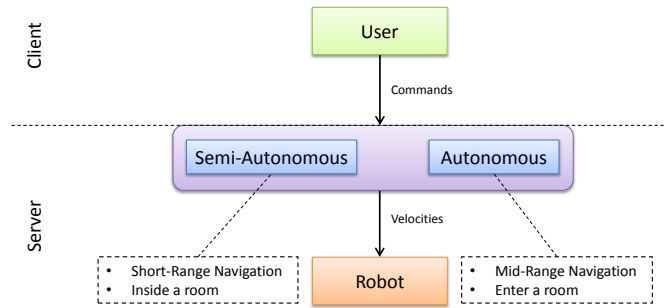 Client
User
Commands
Semi-Autonomous
Autonomous
Server
Velocities
• Short-Range Navigation
• Inside a room
Robot
• Mid-Range Navigation
• Enter a room